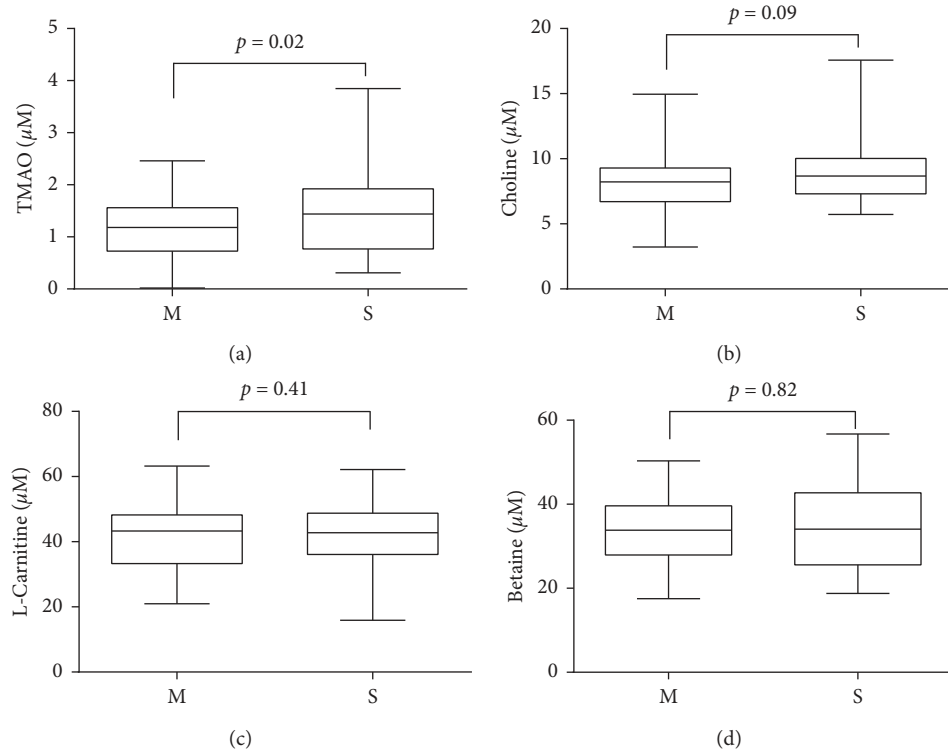 p = 0.02
5
4
3
2
1
0
TMAO (μM)
M
S
(a)
p = 0.09
20
15
10
5
0
Choline (μM)
M
S
(b)
p = 0.41
80
60
40
20
0
L-Carnitine (μM)
M
S
(c)
p = 0.82
60
40
20
0
Betaine (μM)
M
S
(d)